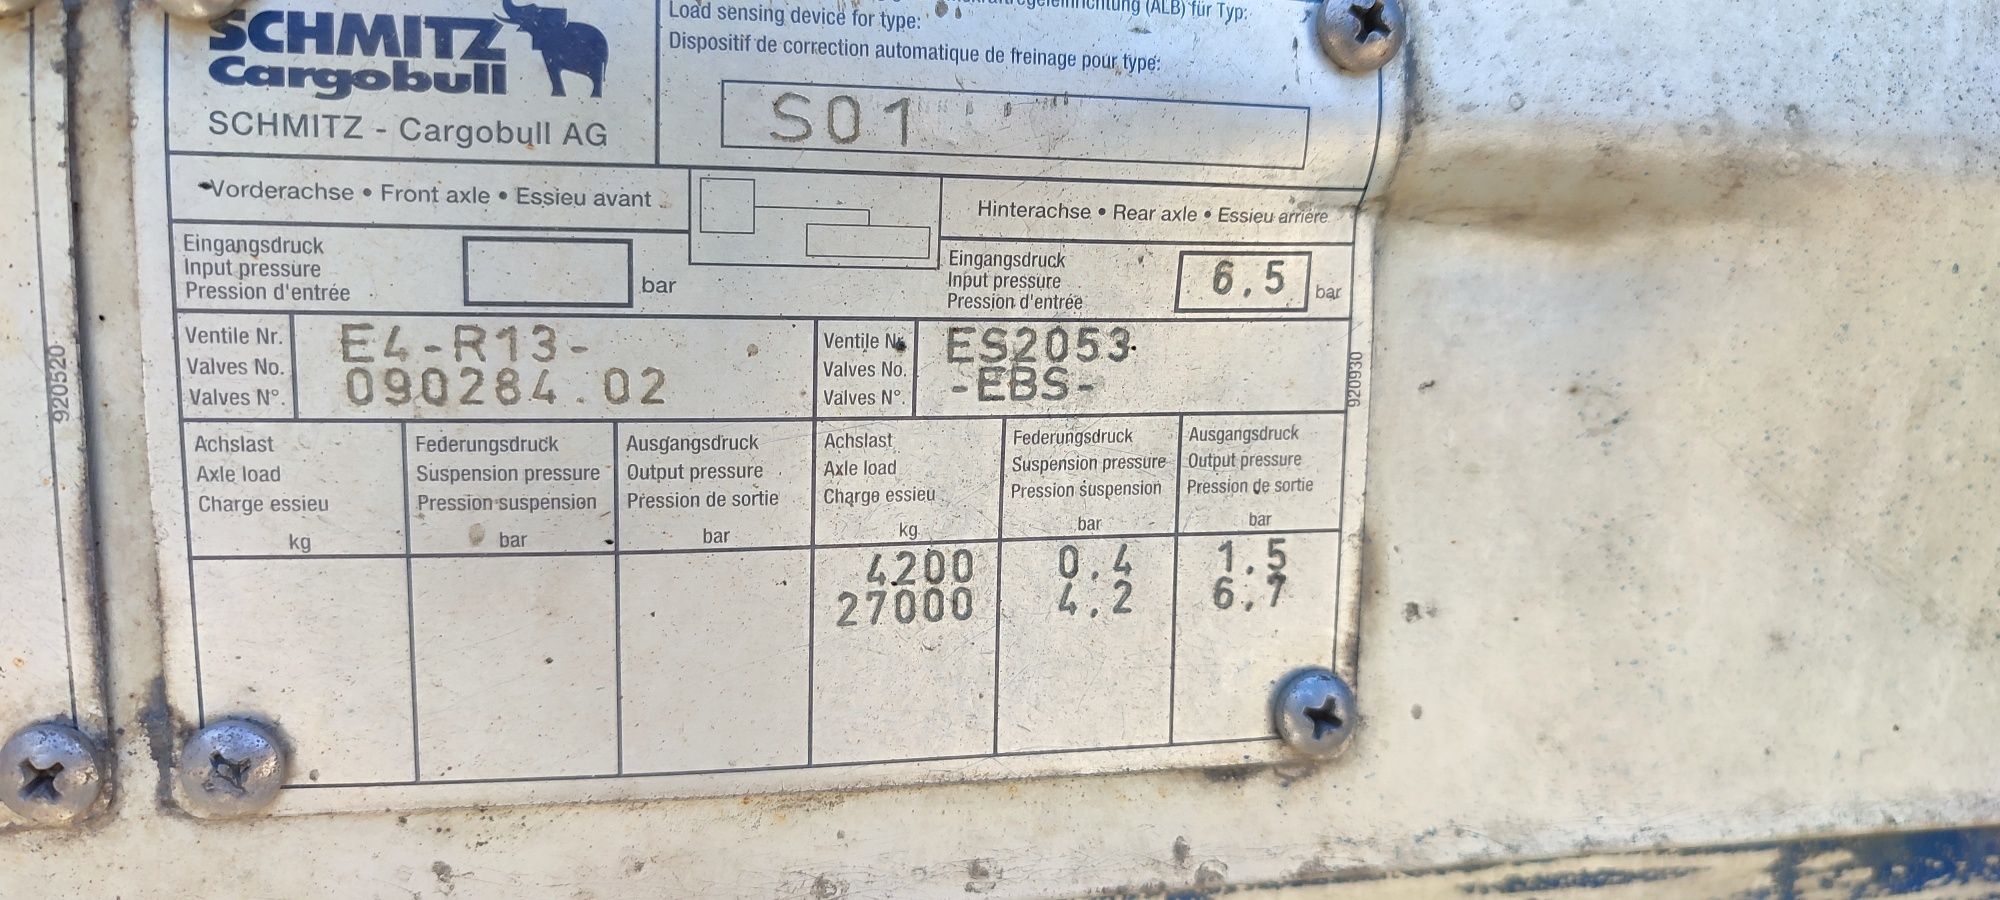 SCHMITZ
Cargobull
SCHMITZ - Cargobull AG
(ALB) für Typ:
Load sensing device for type:
Dispositif de correction automatique de freinage pour type:
S01
Vorderachse • Front axle • Essieu avant
Hinterachse • Rear axle • Essieu arrière
Eingangsdruck
Input pressure
Pression d'entrée
bar
Eingangsdruck
Input pressure
Pression d'entrée
6.5
bar
Ventile Nr.
Valves No.
Valves N°.
E4-R13-
090284.02
Ventile Nr.
Valves No.
Valves N°.
ES2053
-EBS-
Achslast
Axle load
Charge essieu
kg
Federungsdruck
Suspension pressure
Pression suspension
bar
Ausgangsdruck
Output pressure
Pression de sortie
bar
Achslast
Axle load
Charge essieu
kg
Federungsdruck
Suspension pressure
Pression suspension
bar
Ausgangsdruck
Output pressure
Pression de sortie
bar
4200 0.4 1.5
27000 4.2 6.7
920520
920930